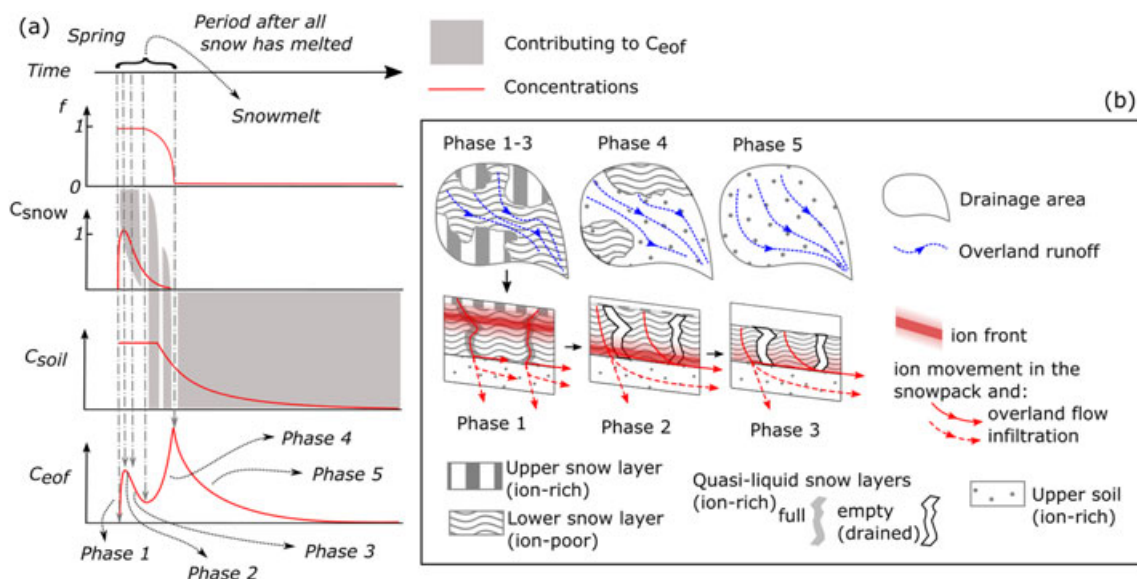 (a)
Spring
Period after all
snow has melted
Time
Snowmelt
f
1
0
Csnow
1
Csoil
Ceof
Phase 4
Phase 5
Phase 1
Phase 3
Phase 2
Contributing to Ceof
Concentrations
(b)
Phase 1-3
Phase 4
Phase 5
Drainage area
Overland runoff
ion front
ion movement in the
snowpack and:
overland flow
infiltration
Phase 1
Phase 2
Phase 3
Upper snow layer
(ion-rich)
Lower snow layer
(ion-poor)
Quasi-liquid snow layers
(ion-rich)
full
empty
(drained)
Upper soil
(ion-rich)